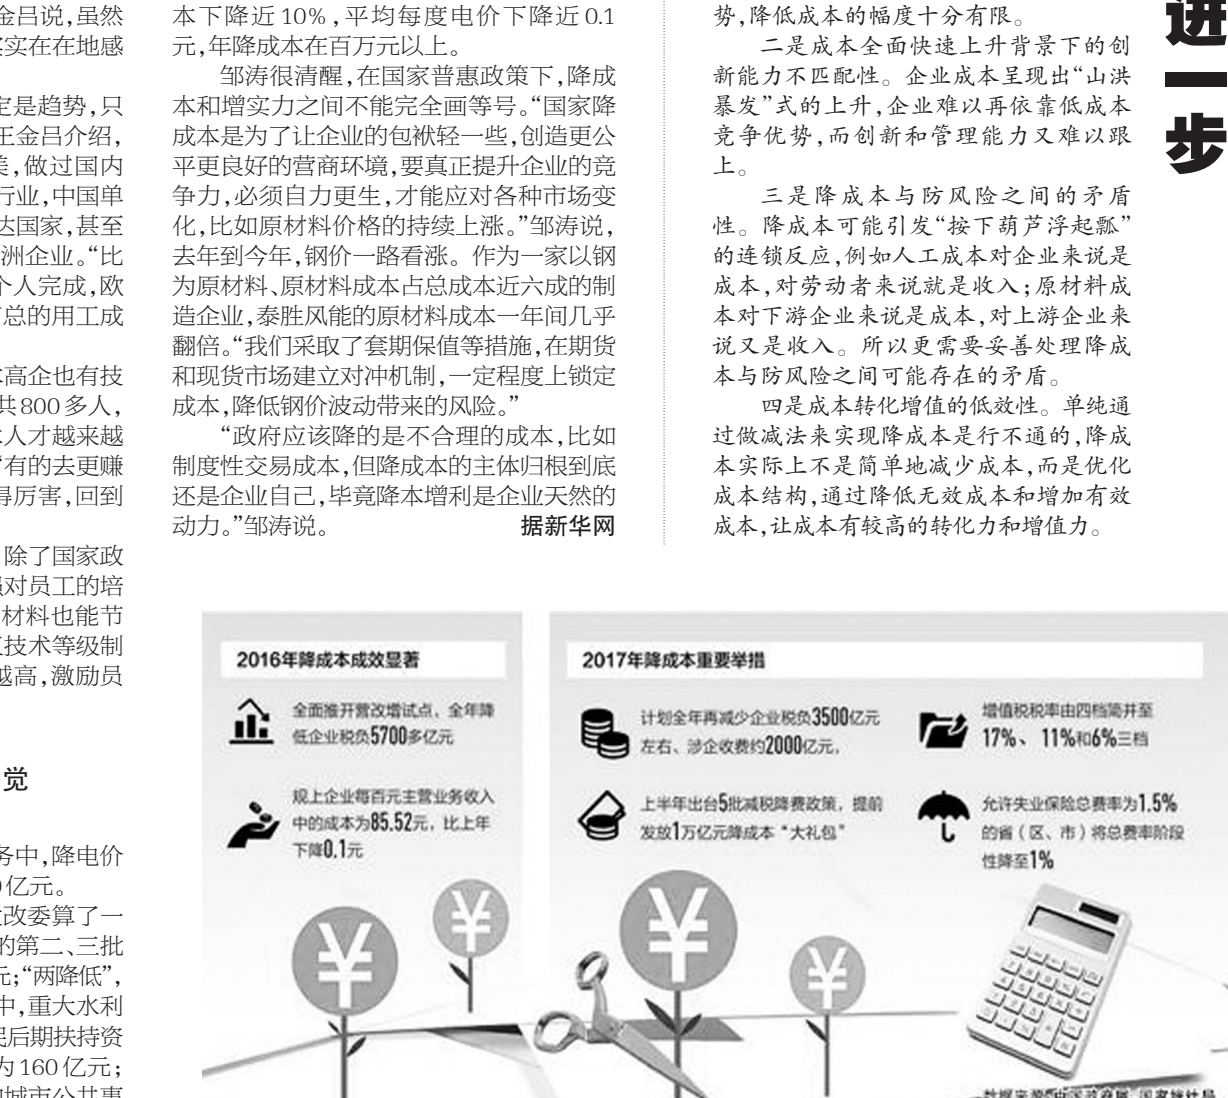 金吕说,虽然
实实在在地感
定是趋势,只
王金吕介绍,
美,做过国内
行业,中国单
达国家,甚至
洲企业。“比
个人完成,欧
总的用工成
高企也有技
共800多人,
人才越来越
有的去更赚
得厉害,回到
除了国家政
强对员工的培
材料也能节
技术等级制
越高,激励员
觉
务中,降电价
亿元。
改委算了一
的第二、三批
元;“两降低”,
中,重大水利
民后期扶持资
为160亿元;
城市公共事
本下降近10%,平均每度电价下降近0.1
元,年降成本在百万元以上。
邹涛很清醒,在国家普惠政策下,降成
本和增实力之间不能完全画等号。“国家降
成本是为了让企业的包袱轻一些,创造更公
平更良好的营商环境,要真正提升企业的竞
争力,必须自力更生,才能应对各种市场变
化,比如原材料价格的持续上涨。”邹涛说,
去年到今年,钢价一路看涨。作为一家以钢
为原材料、原材料成本占总成本近六成的制
造企业,泰胜风能的原材料成本一年间几乎
翻倍。“我们采取了套期保值等措施,在期货
和现货市场建立对冲机制,一定程度上锁定
成本,降低钢价波动带来的风险。”
“政府应该降的是不合理的成本,比如
制度性交易成本,但降成本的主体归根到底
还是企业自己,毕竟降本增利是企业天然的
动力。”邹涛说。 据新华网
势,降低成本的幅度十分有限。
二是成本全面快速上升背景下的创
新能力不匹配性。企业成本呈现出“山洪
暴发”式的上升,企业难以再依靠低成本
竞争优势,而创新和管理能力又难以跟
上。
三是降成本与防风险之间的矛盾
性。降成本可能引发“按下葫芦浮起瓢”
的连锁反应,例如人工成本对企业来说是
成本,对劳动者来说就是收入;原材料成
本对下游企业来说是成本,对上游企业来
说又是收入。所以更需要妥善处理降成
本与防风险之间可能存在的矛盾。
四是成本转化增值的低效性。单纯通
过做减法来实现降成本是行不通的,降成
本实际上不是简单地减少成本,而是优化
成本结构,通过降低无效成本和增加有效
成本,让成本有较高的转化力和增值力。
进一步
2016年降成本成效显著
全面推开营改增试点,全年降
低企业税负5700多亿元
规上企业每百元主营业务收入
中的成本为85.52元,比上年
下降0.1元
2017年降成本重要举措
计划全年再减少企业税负3500亿元
左右、涉企收费约2000亿元,
上半年出台5批减税降费政策,提前
发放1万亿元降成本“大礼包”
增值税税率由四档简并至
17%、11%和6%三档
允许失业保险总费率为1.5%
的省(区、市)将总费率阶段
性降至1%